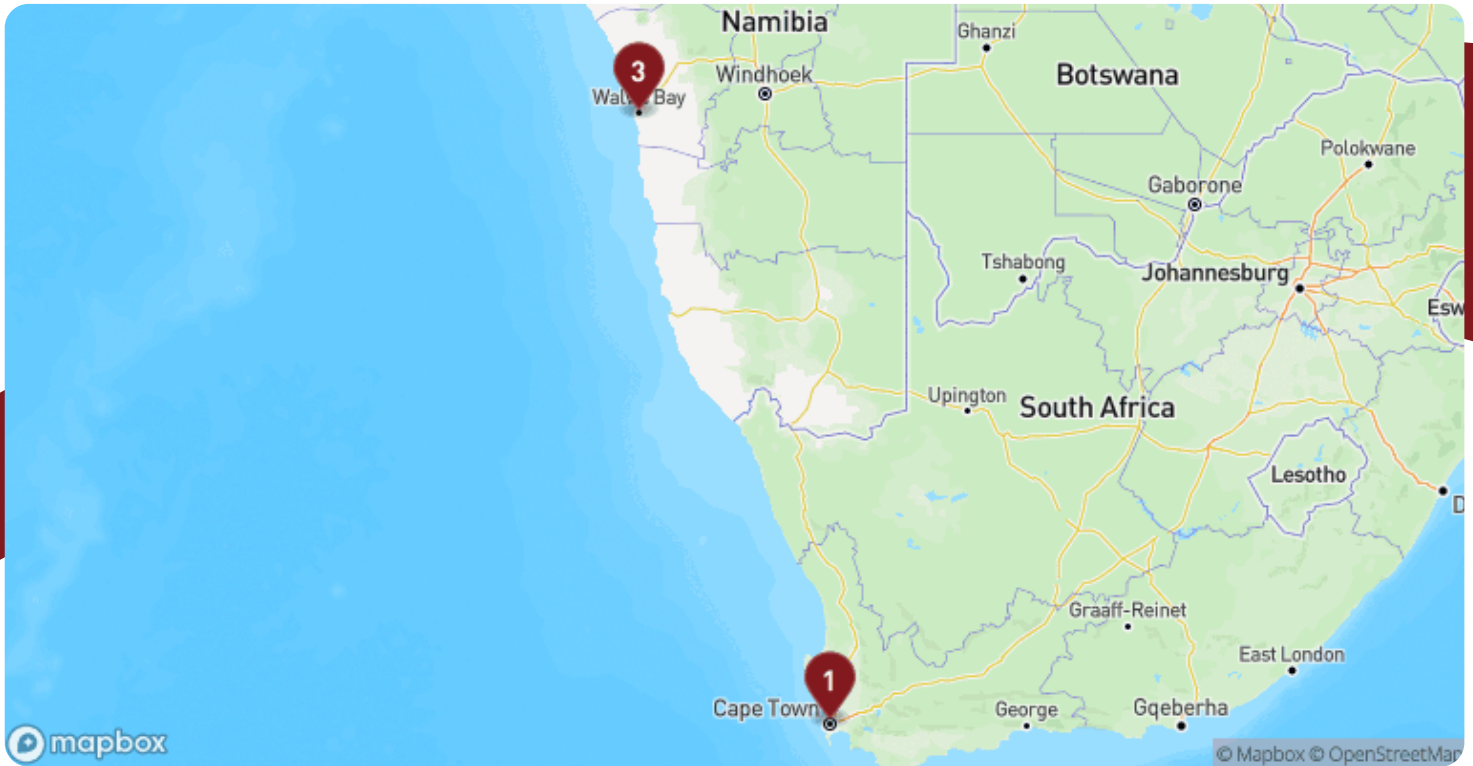 Namibia
Ghanzi
3
Windhoek
Botswana
Polokwane
Gaborone
Tshabong
Johannesburg
Esw
Upington
South Africa
Lesotho
D
Graaff-Reinet
East London
1
Cape Town
George
Gqeberha
mapbox
© Mapbox © OpenStreetMap